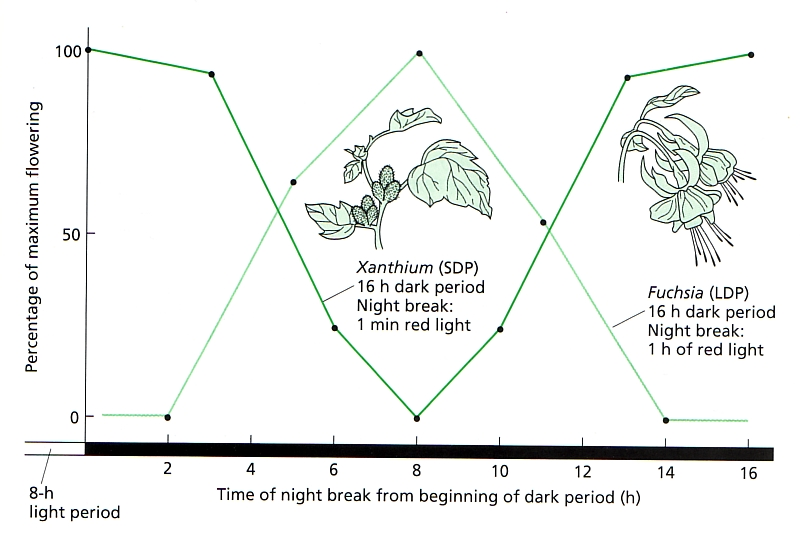 Percentage of maximum flowering
100
50
0
Xanthium (SDP)
16 h dark period
Night break:
1 min red light
Fuchsia (LDP)
16 h dark period
Night break:
1 h of red light
2 4 6 8 10 12 14 16
8-h
light period
Time of night break from beginning of dark period (h)